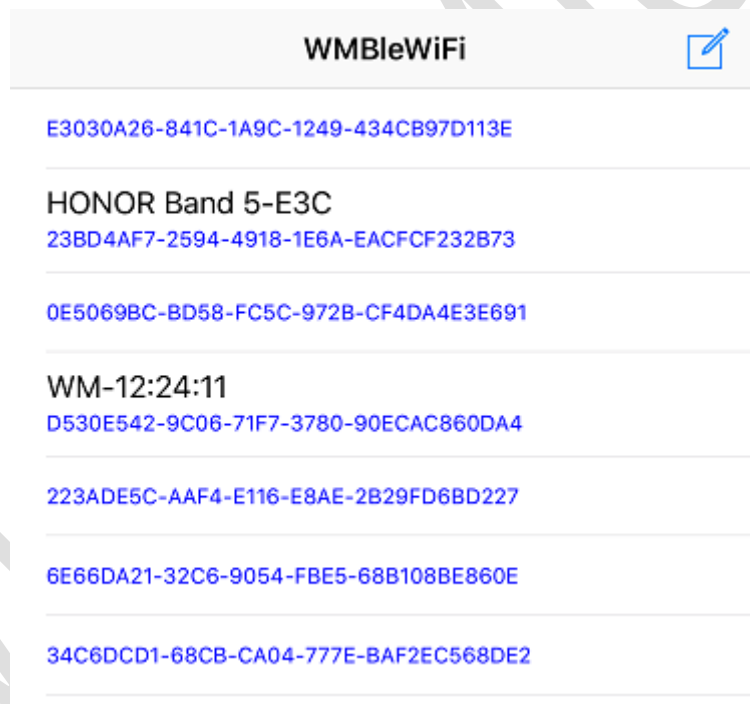 WMBleWiFi
E3030A26-841C-1A9C-1249-434CB97D113E
HONOR Band 5-E3C
23BD4AF7-2594-4918-1E6A-EACFCF232B73
0E5069BC-BD58-FC5C-972B-CF4DA4E3E691
WM-12:24:11
D530E542-9C06-71F7-3780-90ECAC860DA4
223ADE5C-AAF4-E116-E8AE-2B29FD6BD227
6E66DA21-32C6-9054-FBE5-68B108BE860E
34C6DCD1-68CB-CA04-777E-BAF2EC568DE2